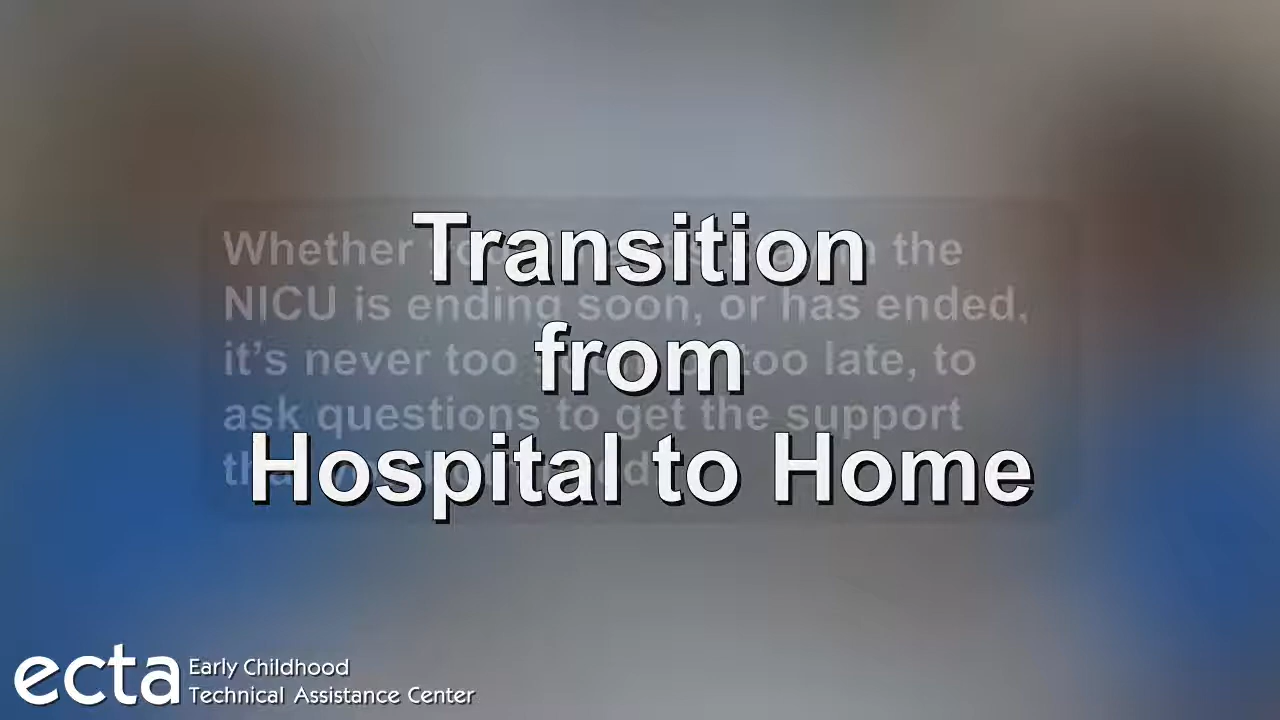 Transition
from
Hospital to Home
Whether in the
NICU is ending soon, or has ended,
it's never too too late, to
ask questions to get the support
ecta Early Childhood
Technical Assistance Center